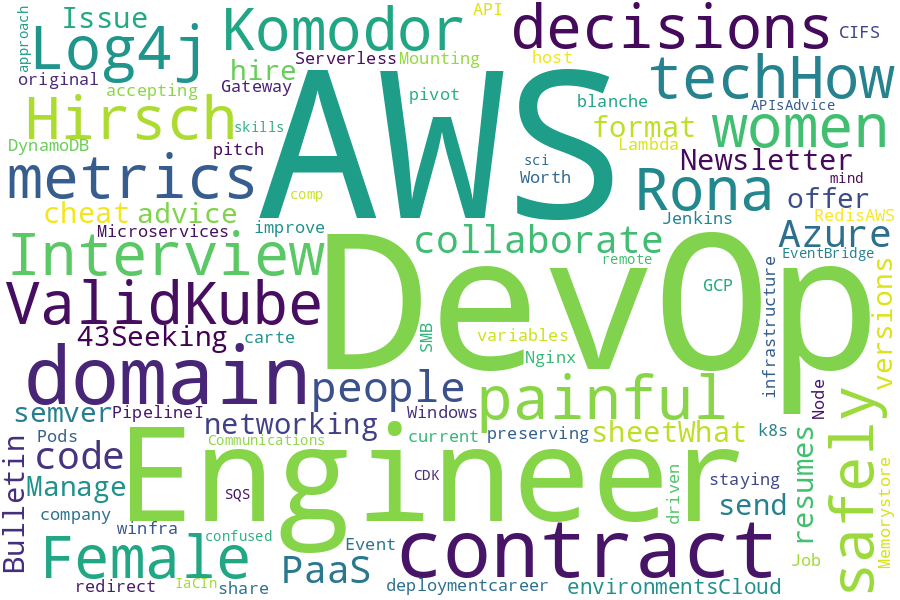 approach
Issue
Komodor
API
decisions
CIFS
Log4j
Serverless
Mounting
host
techHow
original
accepting
hire
Gateway
pivot
blanche
APIsAdvice
Hirsch
skills
AWS
format
women
DynamoDB
pitch
Lambda
Newsletter
metrics
comp
sci
Worth
Rona
mind
offer
cheat
advice
Jenkins
RedisAWS
Microservices
improve
collaborate
Azure
Interview
DevOp
remote
EventBridge
ValidKube
GCP
infrastructure
versions
43Seeking
carte
SMB
variables
Nginx
domain
people
painful
Node
safely
semver
PipelineI
networking
Windows
sheetWhat
k8s
Pods
Communications
current
preserving
resumes
Bulletin
code
Engineer
Memorystore
Manage
SQS
CDK
driven
staying
company
send
winfra
confused
Event
contract
Female
PaaS
Job
redirect
IaCIn
share
deploymentcareer
environmentsCloud